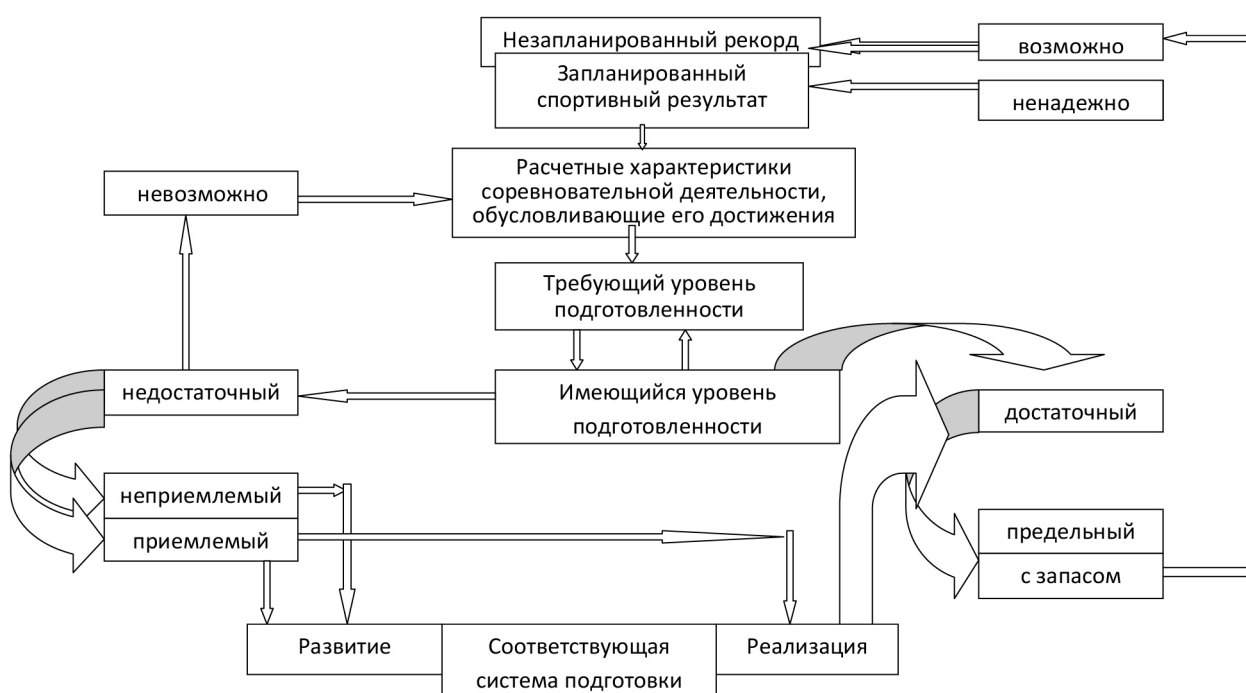 Незапланированный рекорд
возможно
Запланированный
спортивный результат
ненадежно
Расчетные характеристики
соревновательной деятельности,
обусловливающие его достижения
невозможно
Требующий уровень
подготовленности
недостаточный
Имеющийся уровень
подготовленности
достаточный
неприемлемый
приемлемый
предельный
с запасом
Развитие
Соответствующая
система подготовки
Реализация